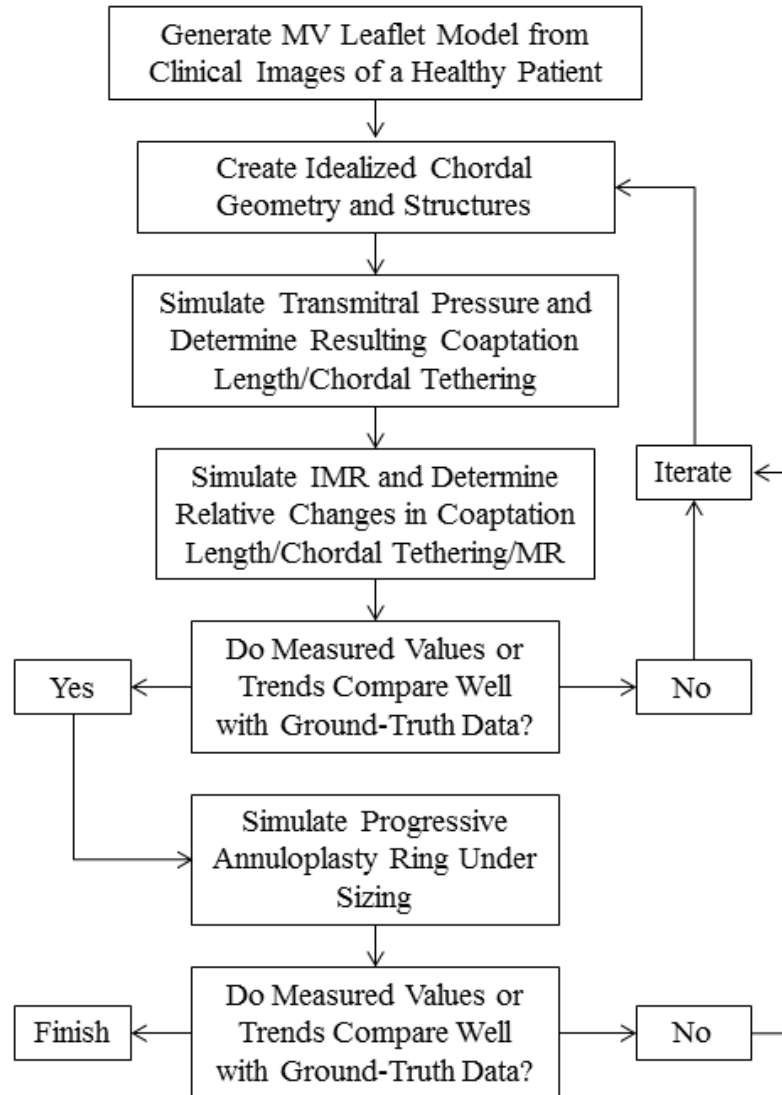 Generate MV Leaflet Model from
Clinical Images of a Healthy Patient
Create Idealized Chordal
Geometry and Structures
Simulate Transmitral Pressure and
Determine Resulting Coaptation
Length/Chordal Tethering
Simulate IMR and Determine
Relative Changes in Coaptation
Length/Chordal Tethering/MR
Iterate
Do Measured Values or
Trends Compare Well
with Ground-Truth Data?
Yes
No
Simulate Progressive
Annuloplasty Ring Under
Sizing
Do Measured Values or
Trends Compare Well
with Ground-Truth Data?
Finish
No